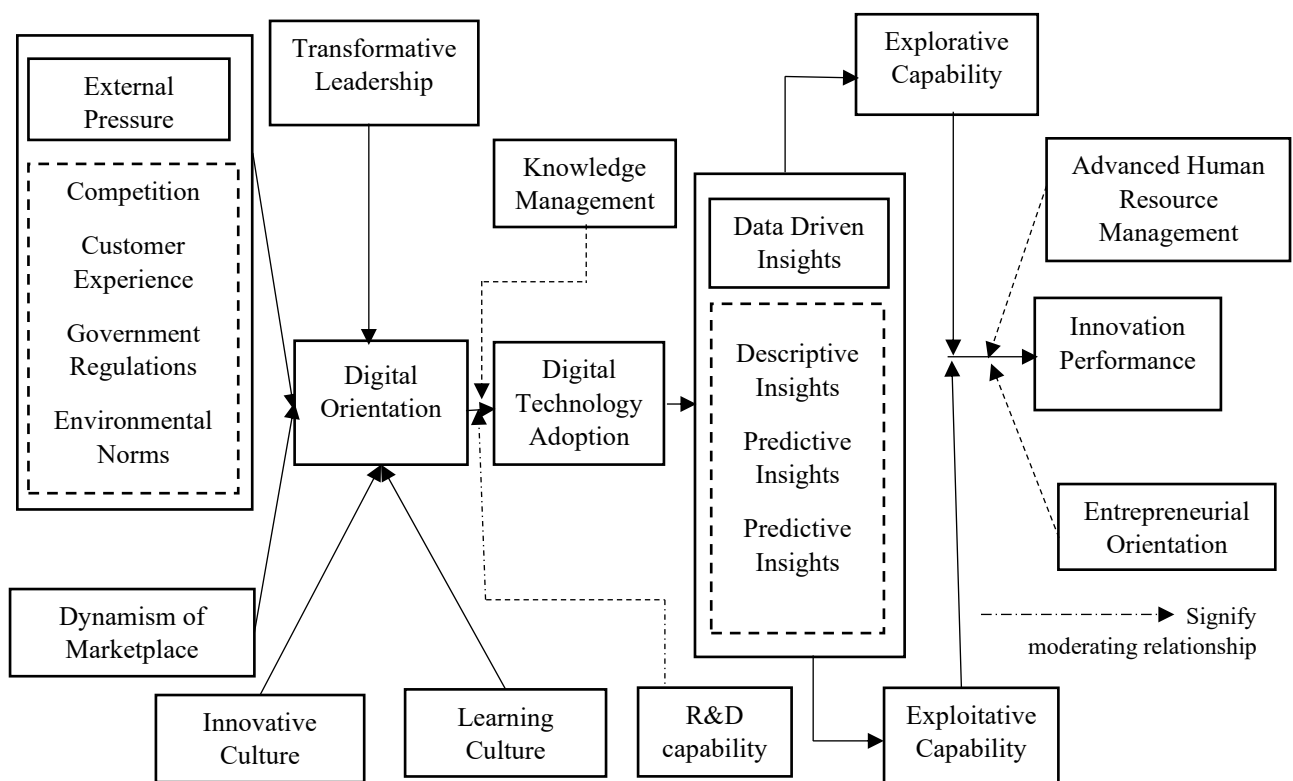 External
Pressure
Competition
Customer
Experience
Government
Regulations
Environmental
Norms
Transformative
Leadership
Knowledge
Management
Digital
Orientation
Digital
Technology
Adoption
Dynamism of
Marketplace
Innovative
Culture
Learning
Culture
R&D
capability
Data Driven
Insights
Descriptive
Insights
Predictive
Insights
Predictive
Insights
Explorative
Capability
Exploitative
Capability
Advanced Human
Resource
Management
Innovation
Performance
Entrepreneurial
Orientation
Signify
moderating relationship